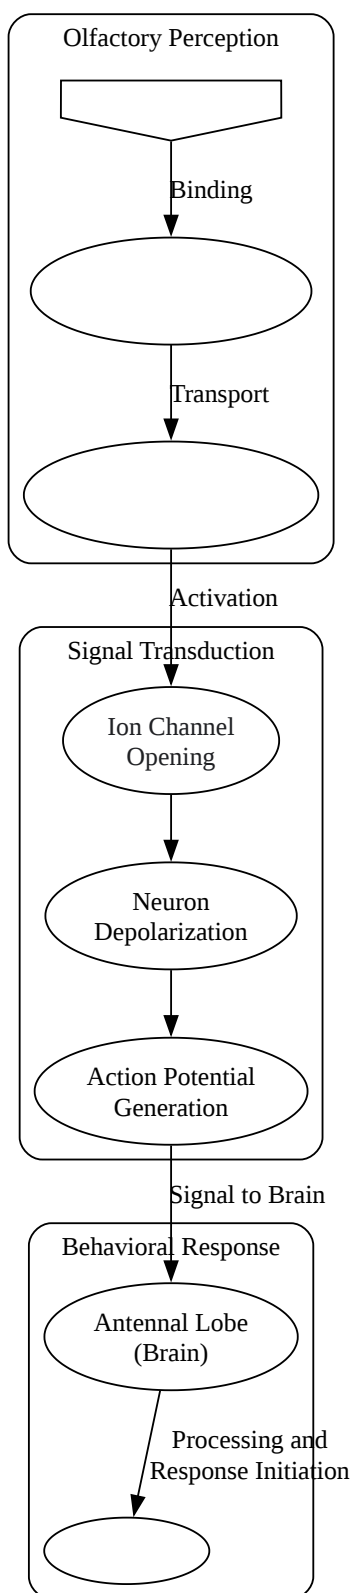 Olfactory Perception
Binding
Transport
Activation
Signal Transduction
Ion Channel
Opening
Neuron
Depolarization
Action Potential
Generation
Signal to Brain
Behavioral Response
Antennal Lobe
(Brain)
Processing and
Response Initiation